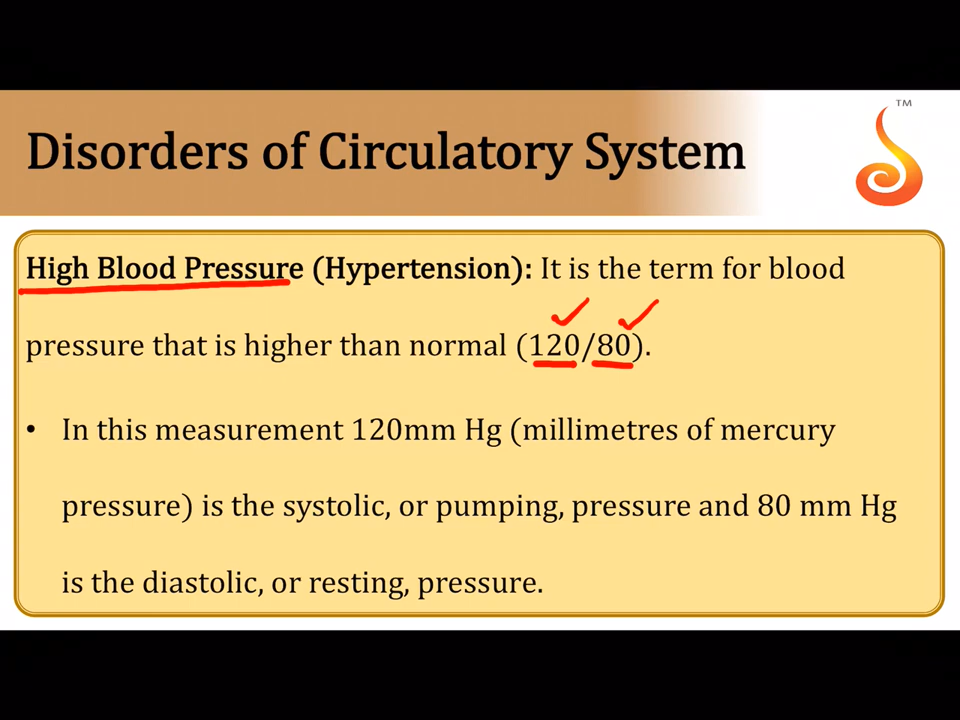 TM
Disorders of Circulatory System
High Blood Pressure (Hypertension): It is the term for blood
pressure that is higher than normal (120/80).
• In this measurement 120mm Hg (millimetres of mercury
pressure) is the systolic, or pumping, pressure and 80 mm Hg
is the diastolic, or resting, pressure.